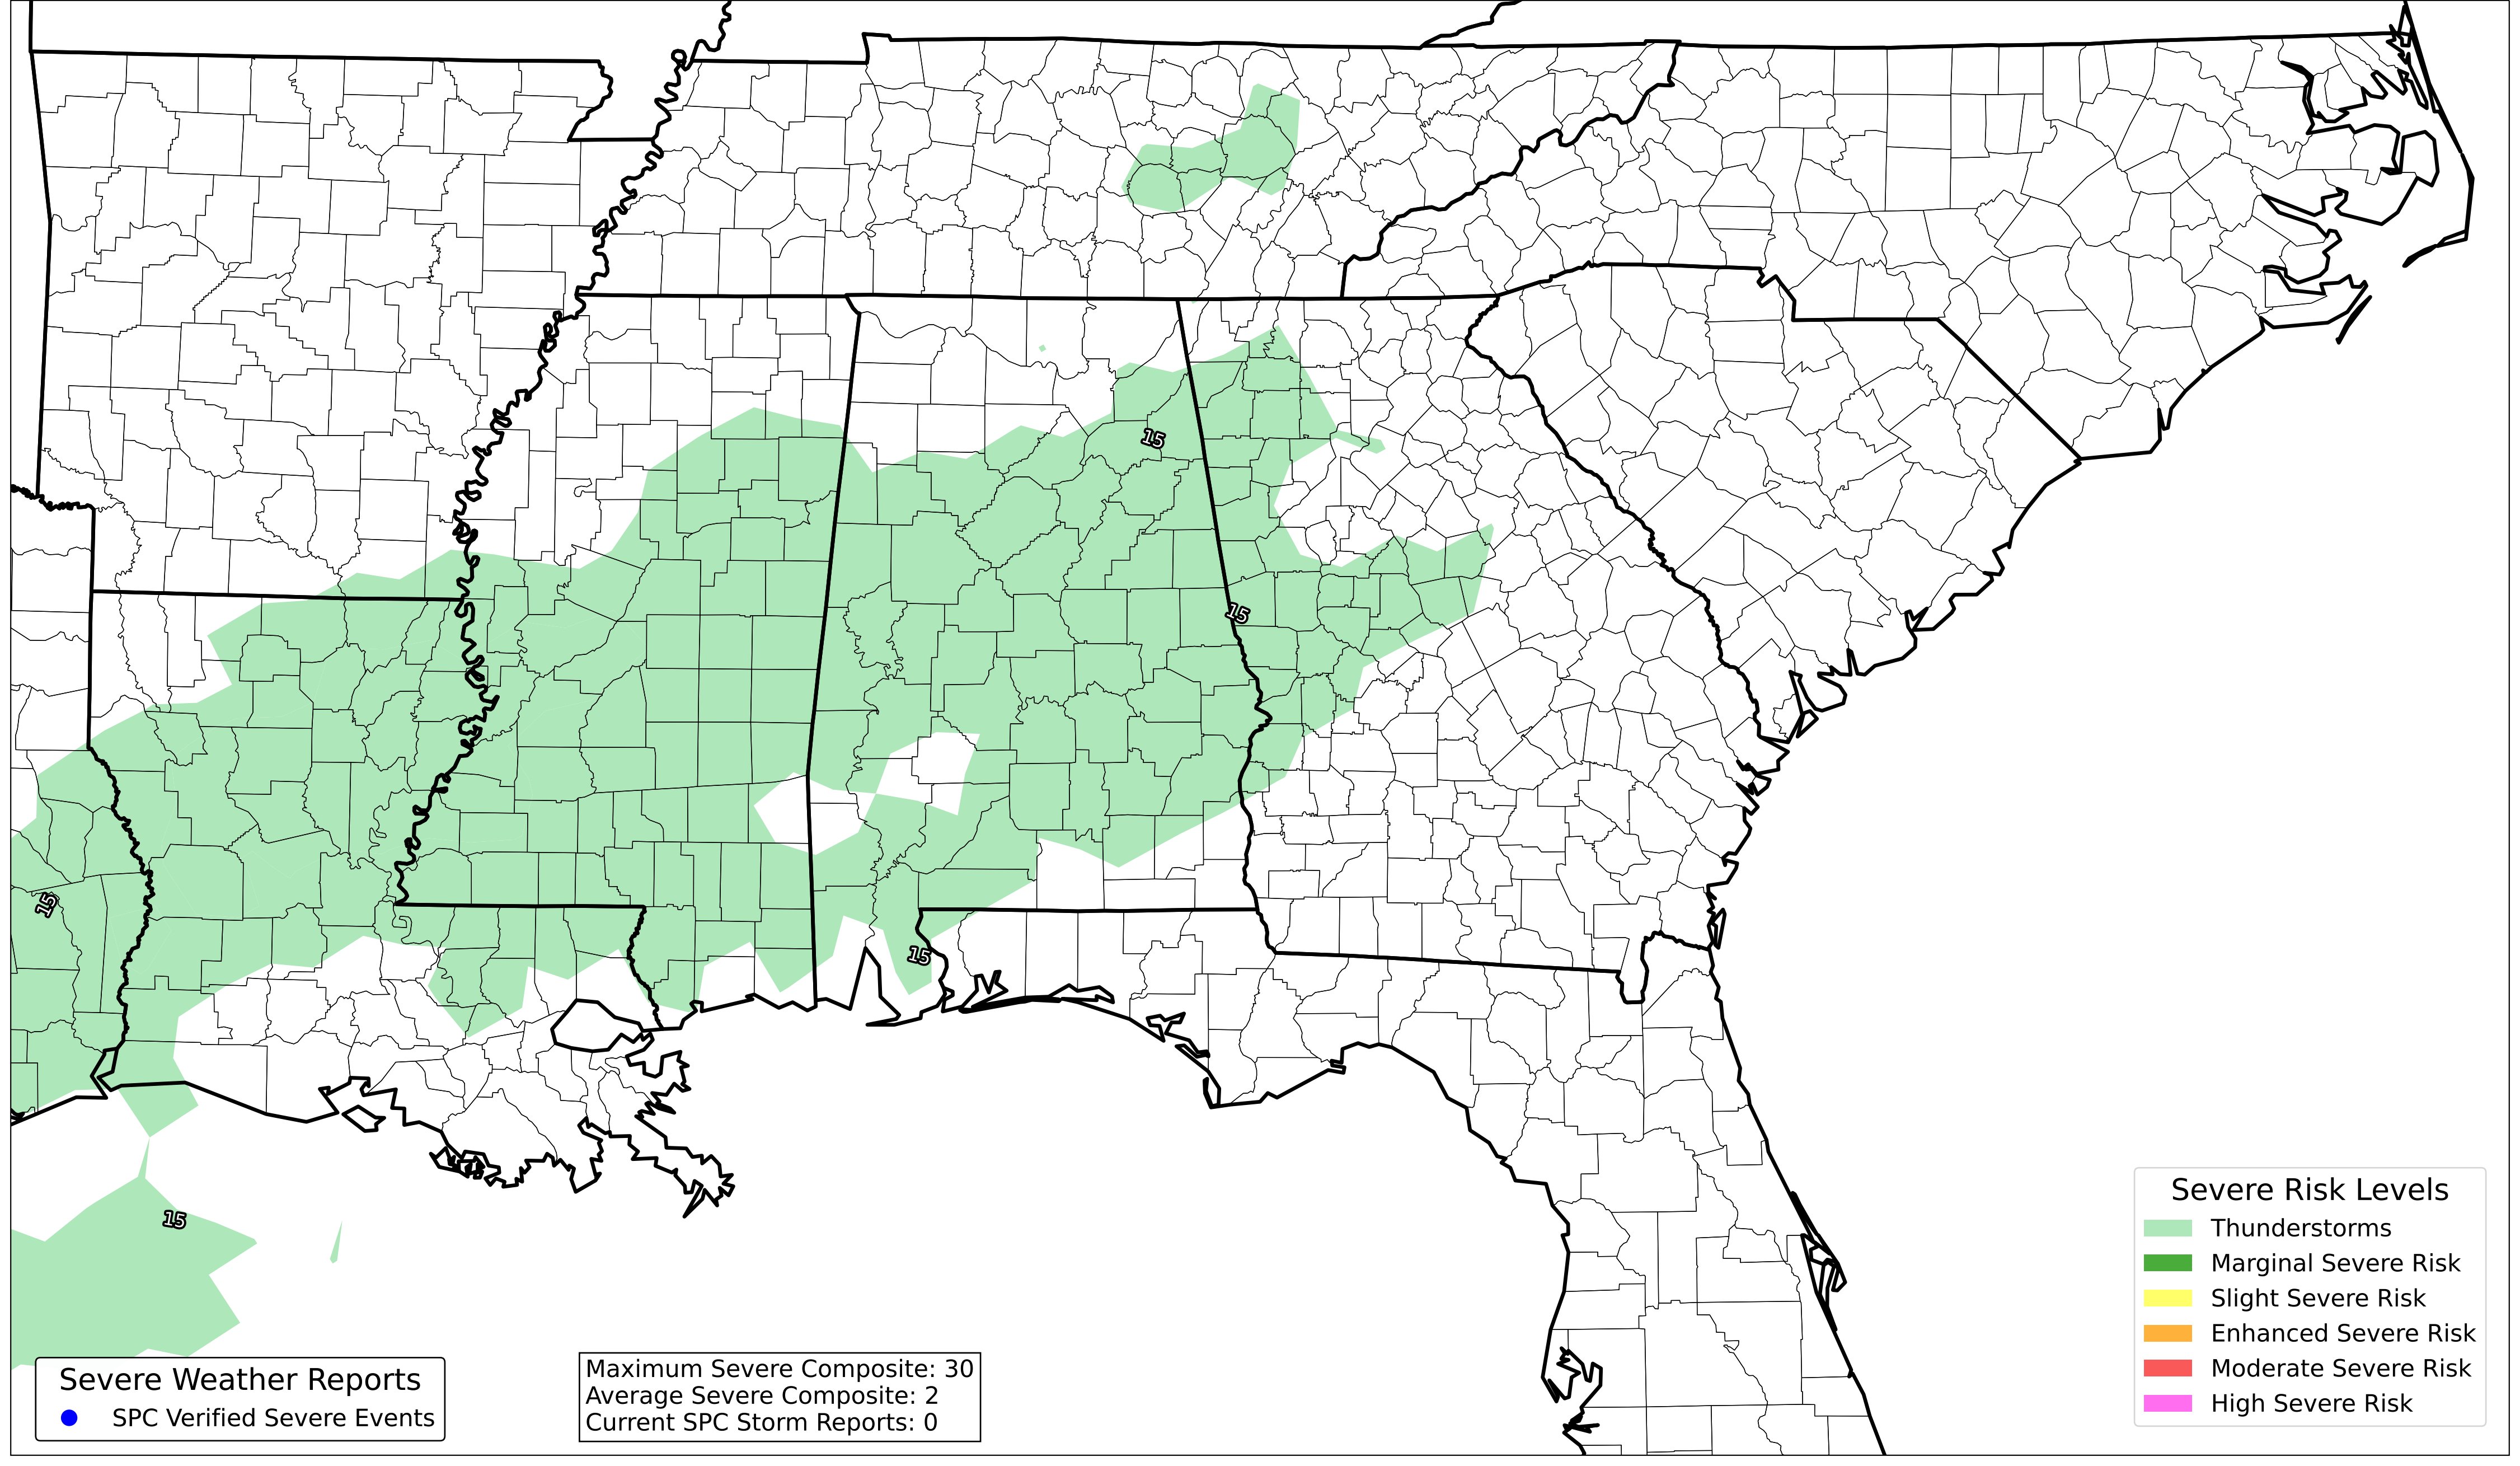 15
15
15
15
15
Severe Weather Reports
SPC Verified Severe Events
Maximum Severe Composite: 30
Average Severe Composite: 2
Current SPC Storm Reports: 0
Severe Risk Levels
Thunderstorms
Marginal Severe Risk
Slight Severe Risk
Enhanced Severe Risk
Moderate Severe Risk
High Severe Risk